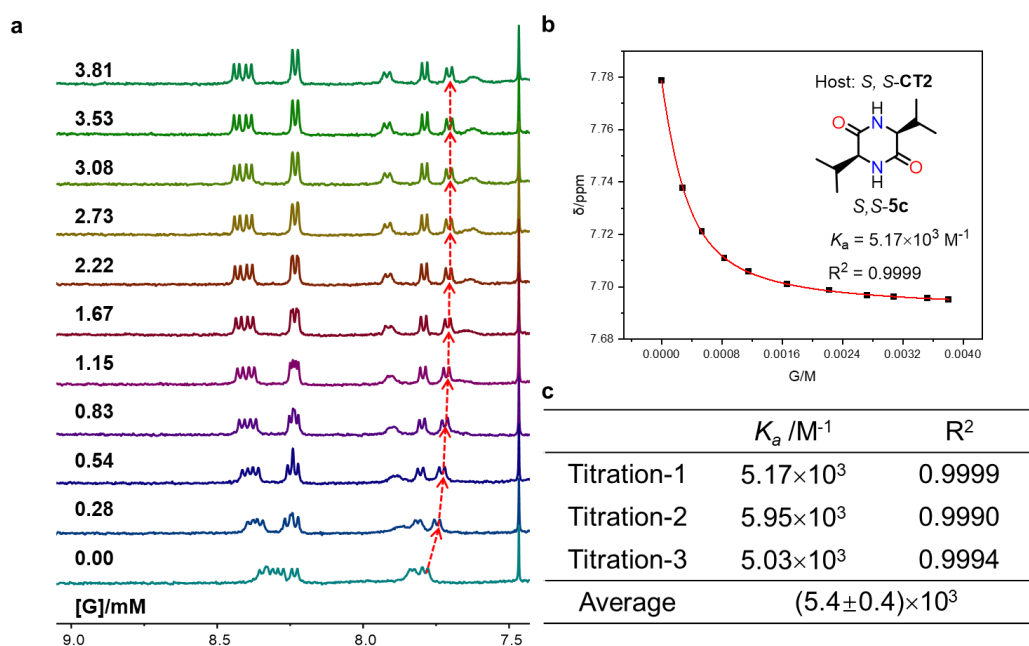 a
3.81
3.53
3.08
2.73
2.22
1.67
1.15
0.83
0.54
0.28
0.00
[G]/mM
9.0 8.5 8.0 7.5
b
δ/ppm
7.78
7.76
7.74
7.72
7.70
7.68
0.0000 0.0008 0.0016 0.0024 0.0032 0.0040
G/M
Host: S, S-CT2
H
O N
N O
H
S,S-5c
Kₐ = 5.17×10³ M⁻¹
R² = 0.9999
c
Kₐ /M⁻¹ R²
Titration-1 5.17×10³ 0.9999
Titration-2 5.95×10³ 0.9990
Titration-3 5.03×10³ 0.9994
Average (5.4±0.4)×10³